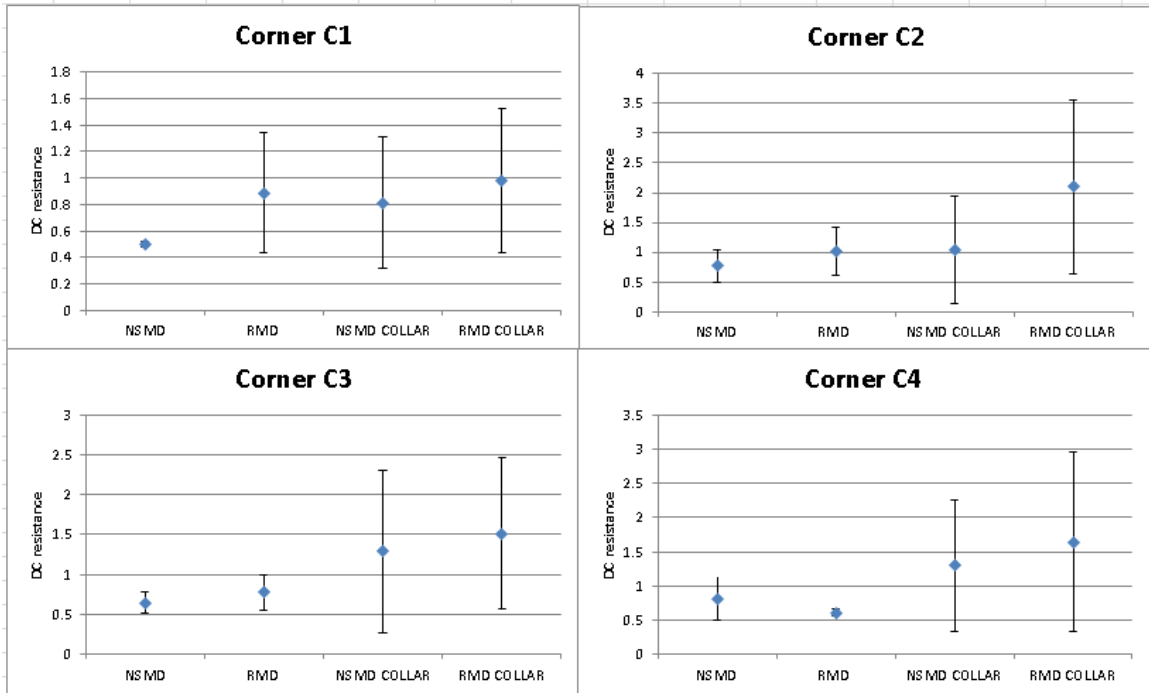 Corner C1
DC resistance
1.8
1.6
1.4
1.2
1
0.8
0.6
0.4
0.2
0
NSMD RMD NSMD COLLAR RMD COLLAR
Corner C2
DC resistance
4
3.5
3
2.5
2
1.5
1
0.5
0
NSMD RMD NSMD COLLAR RMD COLLAR
Corner C3
DC resistance
3
2.5
2
1.5
1
0.5
0
NSMD RMD NSMD COLLAR RMD COLLAR
Corner C4
DC resistance
3.5
3
2.5
2
1.5
1
0.5
0
NSMD RMD NSMD COLLAR RMD COLLAR